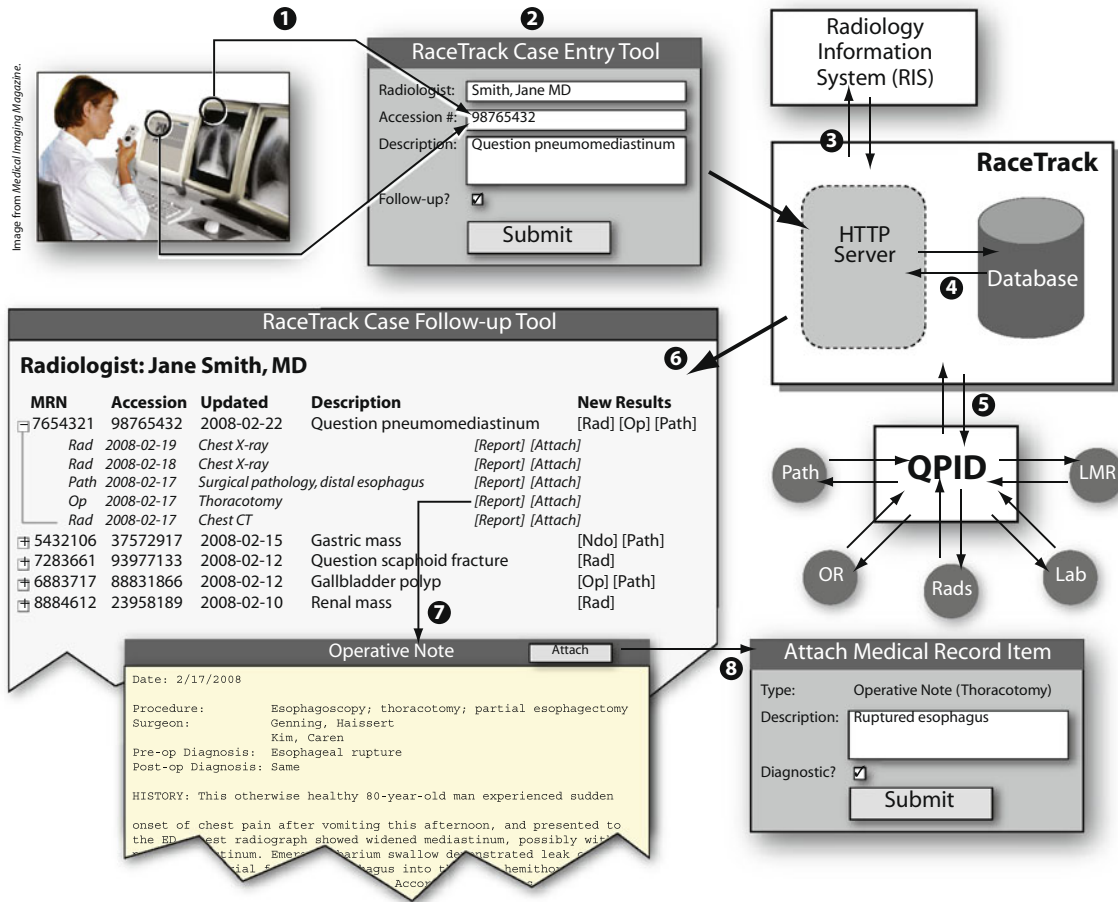 1
2
Image from Medical Imaging Magazine.
RaceTrack Case Entry Tool
Radiologist: Smith, Jane MD
Accession #: 98765432
Description: Question pneumomediastinum
Follow-up?
Submit
Radiology
Information
System (RIS)
3
RaceTrack
HTTP
Server
4
Database
5
6
RaceTrack Case Follow-up Tool
Radiologist: Jane Smith, MD
MRN Accession Updated Description New Results
7654321 98765432 2008-02-22 Question pneumomediastinum [Rad] [Op] [Path]
Rad 2008-02-19 Chest X-ray [Report] [Attach]
Rad 2008-02-18 Chest X-ray [Report] [Attach]
Path 2008-02-17 Surgical pathology, distal esophagus [Report] [Attach]
Op 2008-02-17 Thoracotomy [Report] [Attach]
Rad 2008-02-17 Chest CT [Report] [Attach]
5432106 37572917 2008-02-15 Gastric mass [Ndo] [Path]
7283661 93977133 2008-02-12 Question scaphoid fracture [Rad]
6883717 88831866 2008-02-12 Gallbladder polyp [Op] [Path]
8884612 23958189 2008-02-10 Renal mass [Rad]
QPID
Path
LMR
OR
Rads
Lab
7
Operative Note Attach
Date: 2/17/2008
Procedure: Esophagoscopy; thoracotomy; partial esophagectomy
Surgeon: Genning, Haissert
Kim, Caren
Pre-op Diagnosis: Esophageal rupture
Post-op Diagnosis: Same
HISTORY: This otherwise healthy 80-year-old man experienced sudden
onset of chest pain after vomiting this afternoon, and presented to
the ED. radiograph showed widened mediastinum, possibly
barium swallow leak
into
8
Attach Medical Record Item
Type: Operative Note (Thoracotomy)
Description: Ruptured esophagus
Diagnostic?
Submit